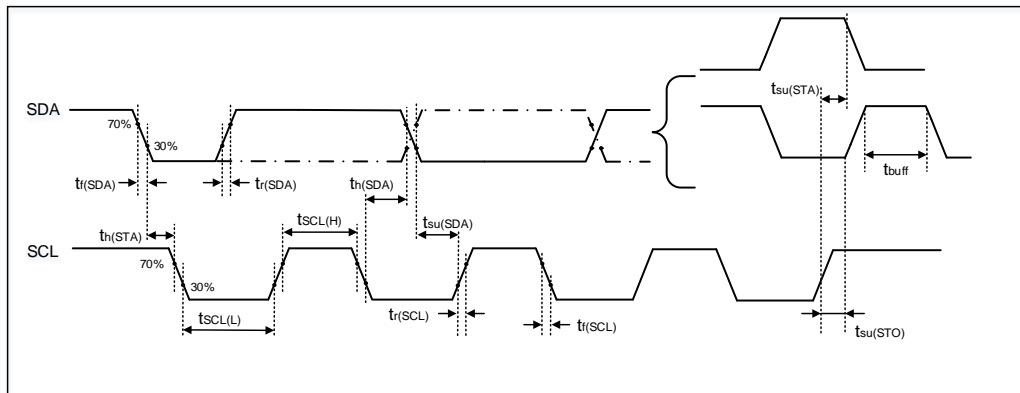 tsu(STA)
SDA
70%
30%
tbuff
tf(SDA)
tr(SDA)
th(SDA)
tSCL(H)
tsu(SDA)
th(STA)
SCL
70%
30%
tSCL(L)
tr(SCL)
tf(SCL)
tsu(STO)